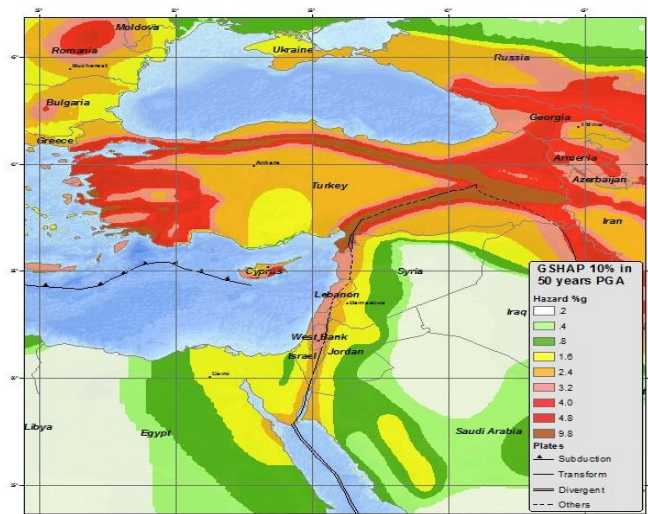 Moldova
Romania
Bucharest
Ukraine
Russia
Bulgaria
Georgia
Greece
Armenia
Ankara
Turkey
Azerbaijan
Iran
Cyprus
Syria
Lebanon
Damascus
Iraq
West Bank
Israel
Jordan
Cairo
Libya
Egypt
Saudi Arabia
GSHAP 10% in
50 years PGA
Hazard %g
.2
.4
.8
1.6
2.4
3.2
4.0
4.8
9.8
Plates
Subduction
Transform
Divergent
Others